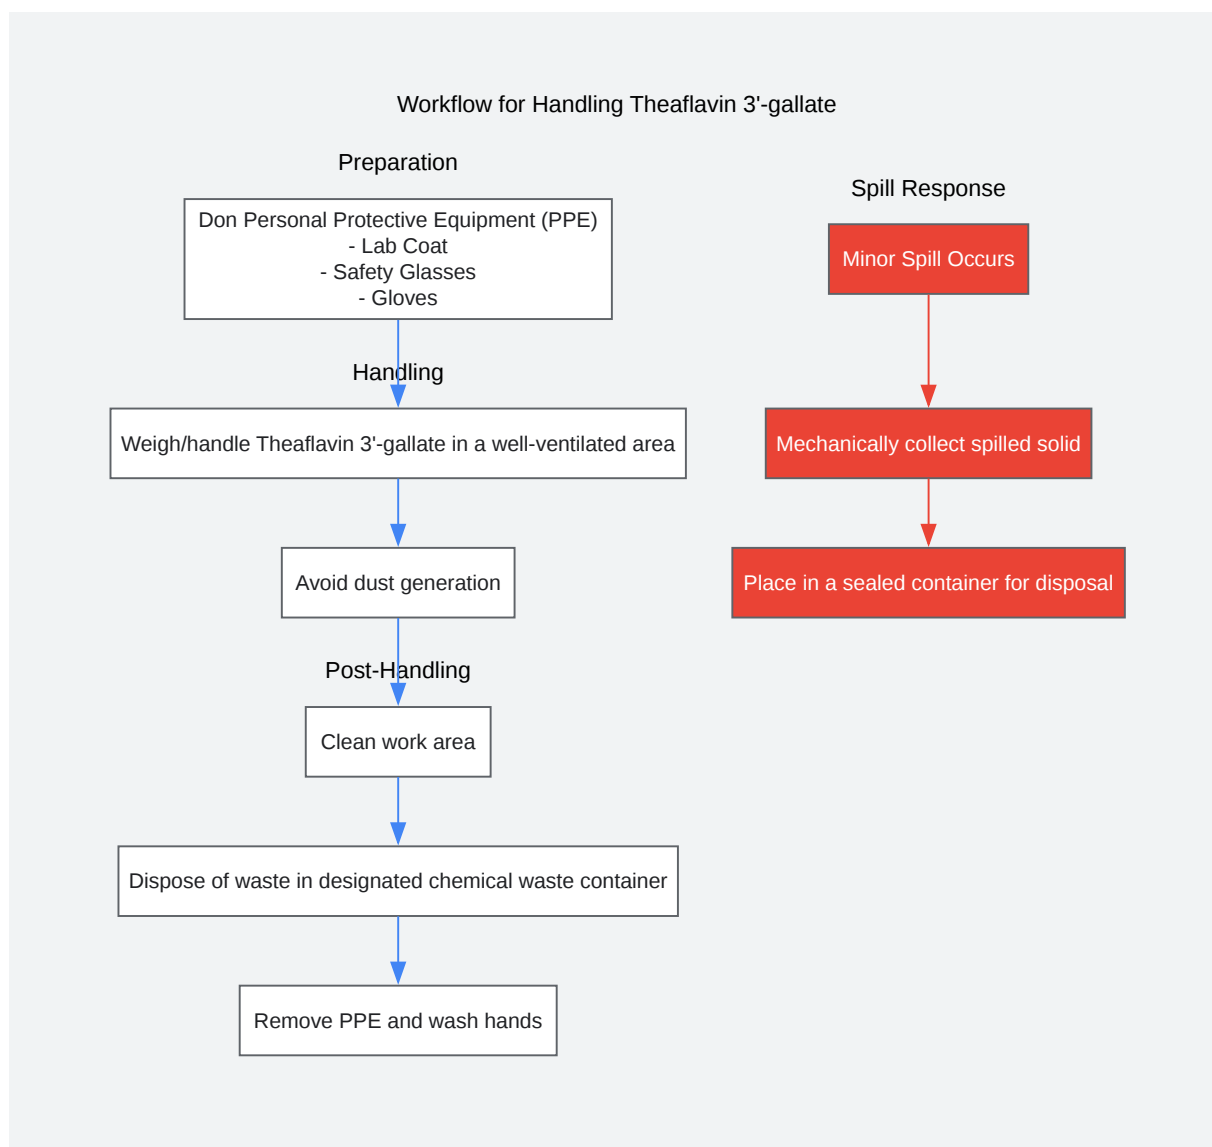 Workflow for Handling Theaflavin 3'-gallate
Preparation
Don Personal Protective Equipment (PPE)
- Lab Coat
- Safety Glasses
- Gloves
Handling
Weigh/handle Theaflavin 3'-gallate in a well-ventilated area
Avoid dust generation
Post-Handling
Clean work area
Dispose of waste in designated chemical waste container
Remove PPE and wash hands
Spill Response
Minor Spill Occurs
Mechanically collect spilled solid
Place in a sealed container for disposal